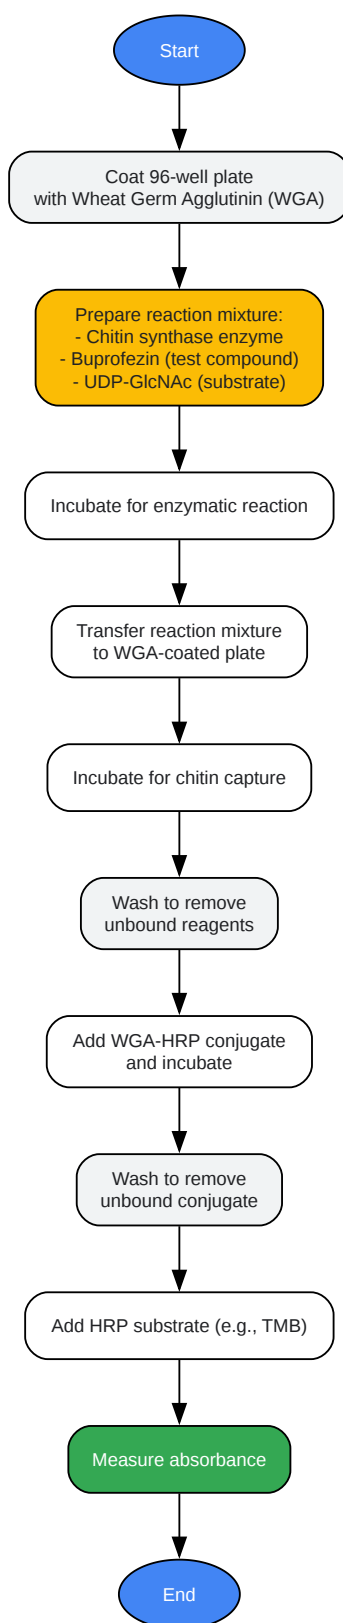 Start
Coat 96-well plate
with Wheat Germ Agglutinin (WGA)
Prepare reaction mixture:
- Chitin synthase enzyme
- Buprofezin (test compound)
- UDP-GlcNAc (substrate)
Incubate for enzymatic reaction
Transfer reaction mixture
to WGA-coated plate
Incubate for chitin capture
Wash to remove
unbound reagents
Add WGA-HRP conjugate
and incubate
Wash to remove
unbound conjugate
Add HRP substrate (e.g., TMB)
Measure absorbance
End